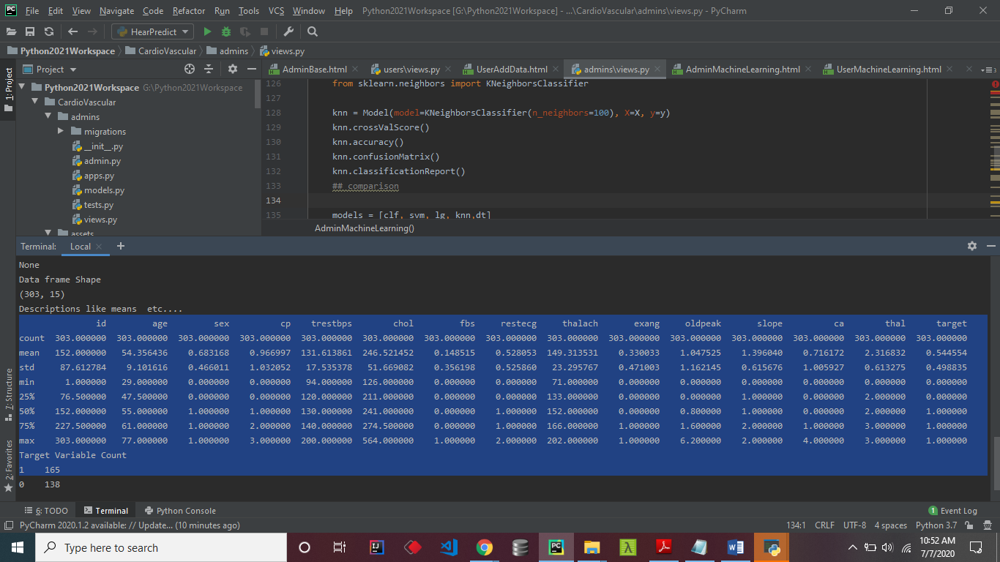 File Edit View Navigate Code Refactor Run Tools VCS Window Help Python2021Workspace [G:\Python2021Workspace] - ...\CardioVascular\admins\views.py - PyCharm
HearPredict
Python2021Workspace CardioVascular admins views.py
Project
AdminBase.html users\views.py UserAddData.html admins\views.py AdminMachineLearning.html UserMachineLearning.html
1: Project
Python2021Workspace G:\Python2021Workspace
CardioVascular
admins
migrations
__init__.py
admin.py
apps.py
models.py
tests.py
views.py
assets
126 from sklearn.neighbors import KNeighborsClassifier
127
128 knn = Model(model=KNeighborsClassifier(n_neighbors=100), X=X, y=y)
129 knn.crossValScore()
130 knn.accuracy()
131 knn.confusionMatrix()
132 knn.classificationReport()
133 ## comparison
134
135 models = [clf, svm, lg, knn,dt]
AdminMachineLearning()
Terminal: Local +
None
Data frame Shape
(303, 15)
Descriptions like means  etc....
id age sex cp trestbps chol fbs restecg thalach exang oldpeak slope ca thal target
count 303.000000 303.000000 303.000000 303.000000 303.000000 303.000000 303.000000 303.000000 303.000000 303.000000 303.000000 303.000000 303.000000 303.000000 303.000000
mean 152.000000 54.356436 0.683168 0.966997 131.613861 246.521452 0.148515 0.528053 149.313531 0.330033 1.047525 1.396040 0.716172 2.316832 0.544554
std 87.612784 9.101616 0.466011 1.032052 17.535378 51.669082 0.356198 0.525860 23.295767 0.471003 1.162145 0.615676 1.005927 0.613275 0.498835
min 1.000000 29.000000 0.000000 0.000000 94.000000 126.000000 0.000000 0.000000 71.000000 0.000000 0.000000 0.000000 0.000000 0.000000 0.000000
25% 76.500000 47.500000 0.000000 0.000000 120.000000 211.000000 0.000000 0.000000 133.000000 0.000000 0.000000 1.000000 0.000000 2.000000 0.000000
50% 152.000000 55.000000 1.000000 1.000000 130.000000 241.000000 0.000000 1.000000 152.000000 0.000000 0.800000 1.000000 0.000000 2.000000 1.000000
75% 227.500000 61.000000 1.000000 2.000000 140.000000 274.500000 0.000000 1.000000 166.000000 1.000000 1.600000 2.000000 1.000000 3.000000 1.000000
max 303.000000 77.000000 1.000000 3.000000 200.000000 564.000000 1.000000 2.000000 202.000000 1.000000 6.200000 2.000000 4.000000 3.000000 1.000000
Target Variable Count
1 165
0 138
7: Structure
2: Favorites
6: TODO Terminal Python Console 1 Event Log
PyCharm 2020.1.2 available: // Update... (10 minutes ago) 134:1 CRLF UTF-8 4 spaces Python 3.7
Type here to search
10:52 AM
7/7/2020